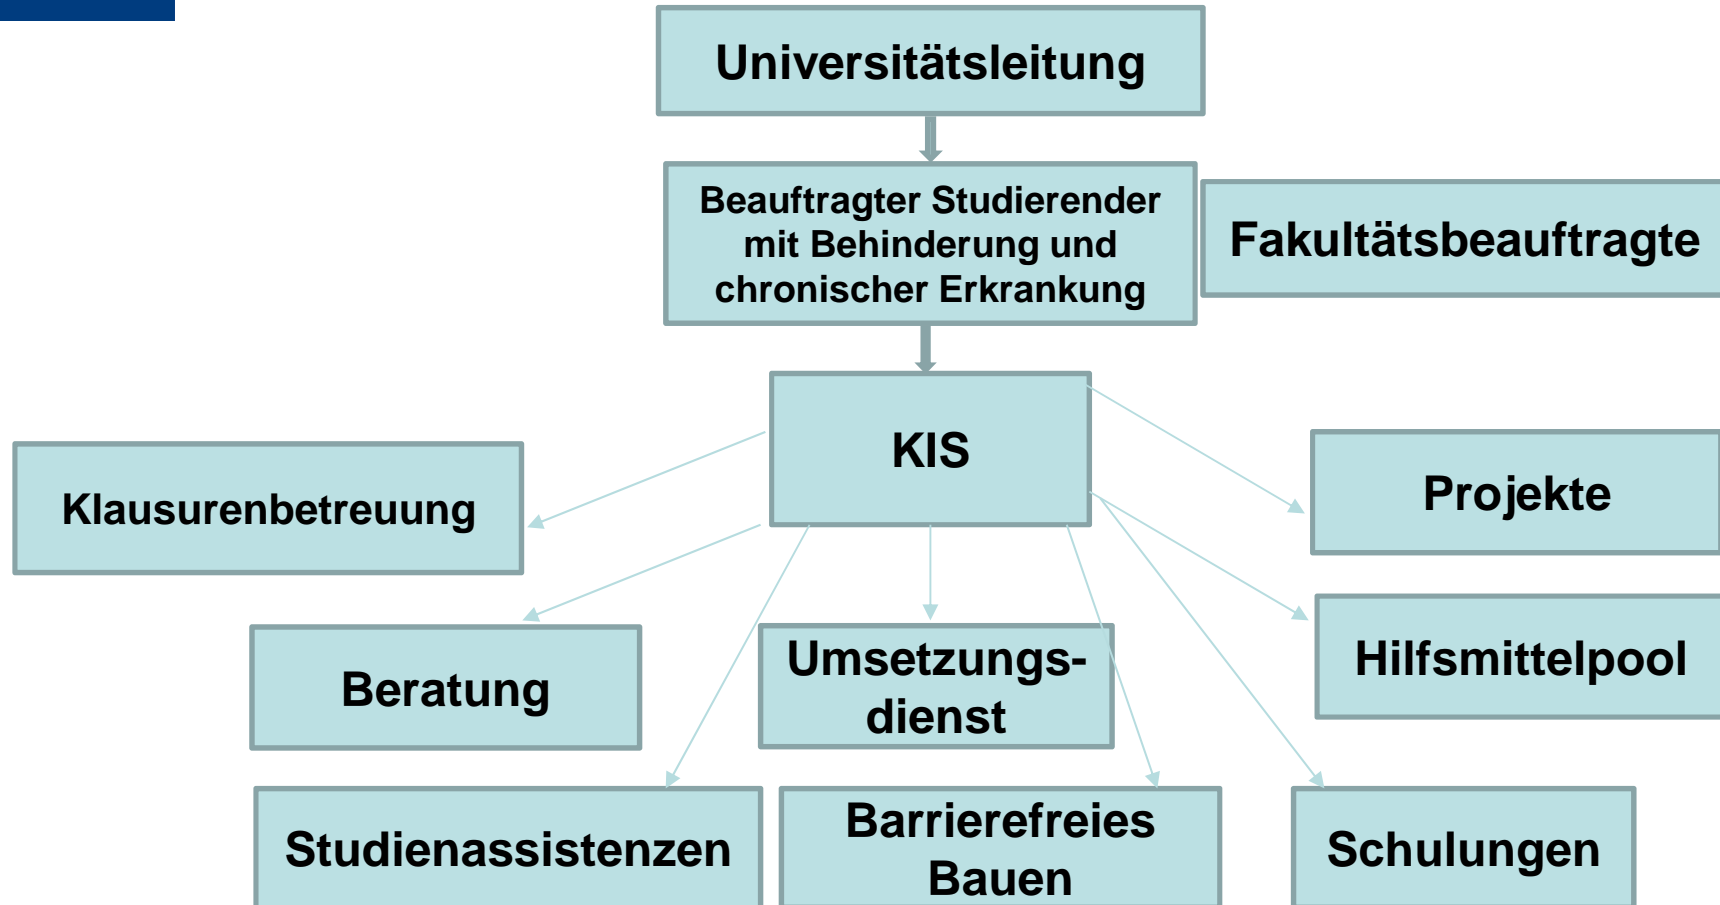 Universitätsleitung
Beauftragter Studierender
mit Behinderung und
chronischer Erkrankung
Fakultätsbeauftragte
KIS
Klausurenbetreuung
Projekte
Beratung
Umsetzungs-
dienst
Hilfsmittelpool
Studienassistenzen
Barrierefreies
Bauen
Schulungen